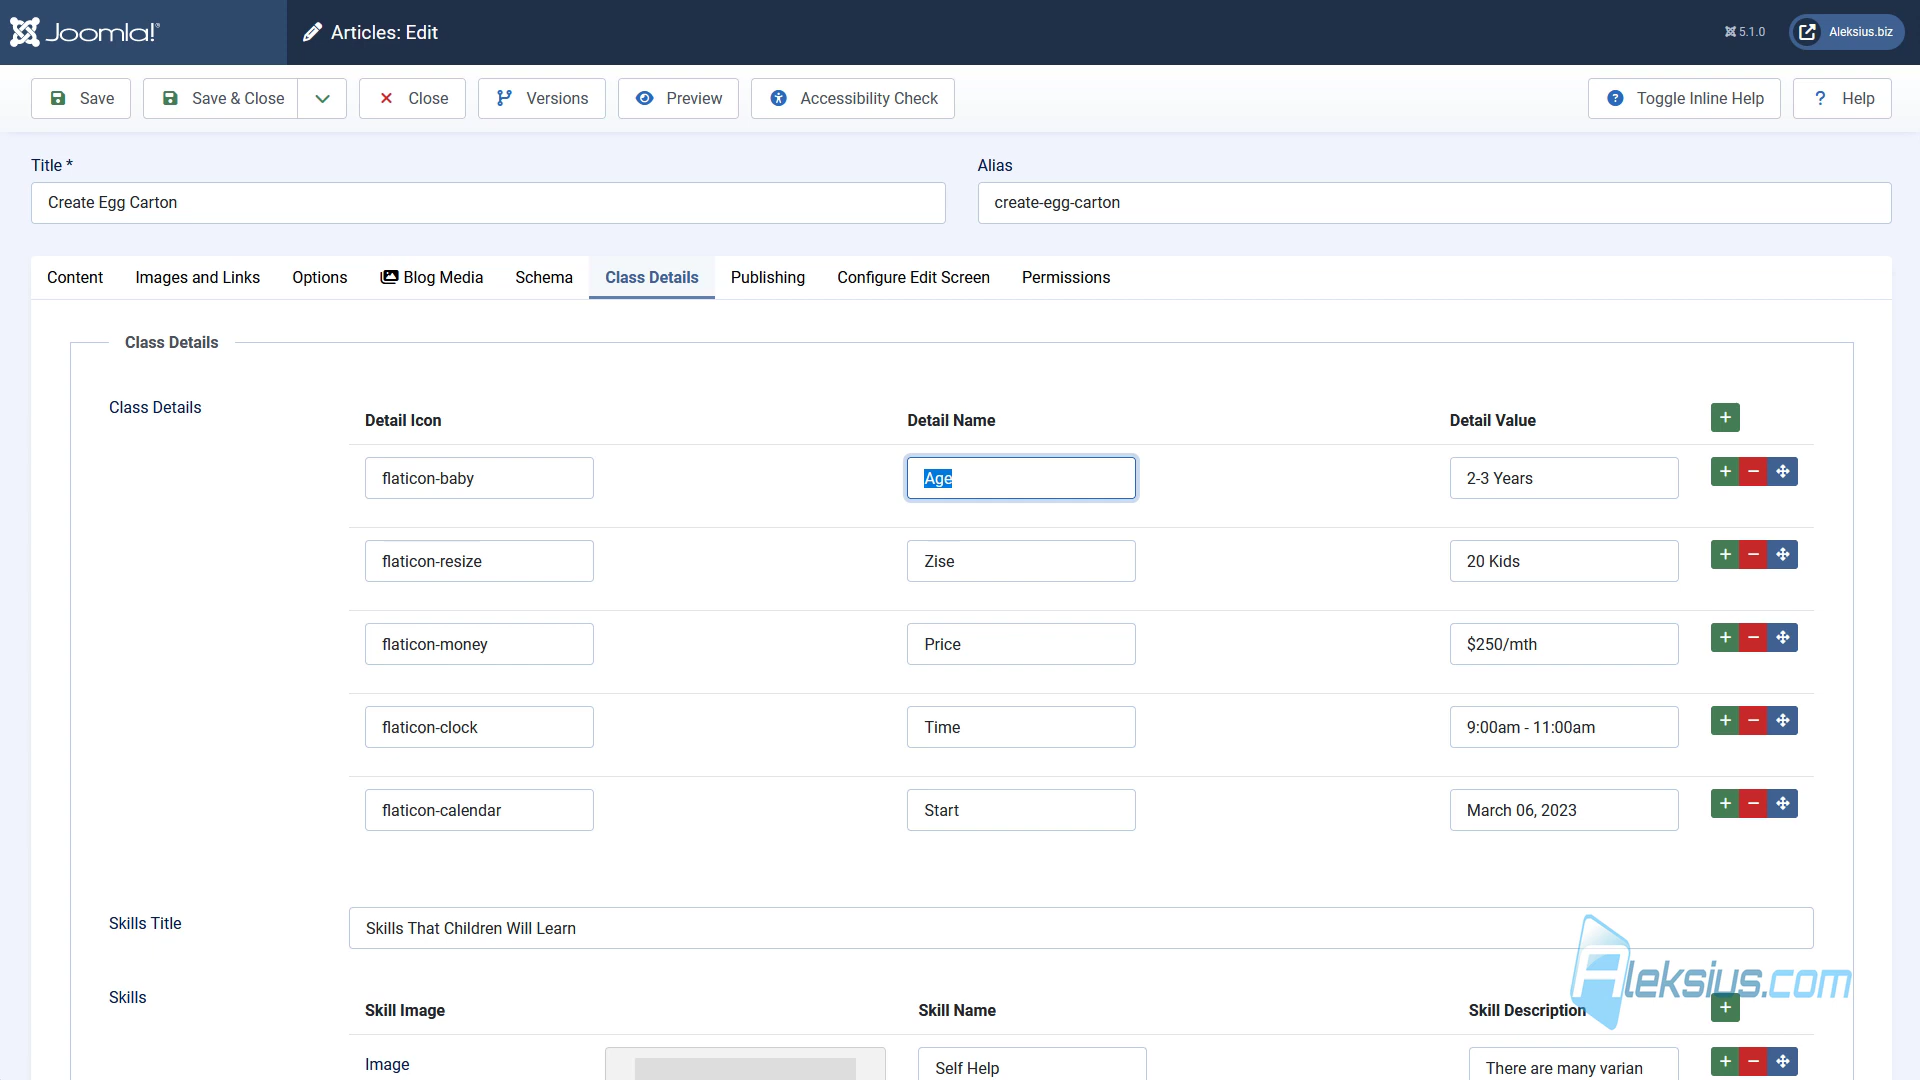 Joomla!
Articles: Edit
5.1.0
Aleksius.biz
Save
Save & Close
Close
Versions
Preview
Accessibility Check
Toggle Inline Help
? Help
Title *
Alias
Create Egg Carton
create-egg-carton
Content
Images and Links
Options
Blog Media
Schema
Class Details
Publishing
Configure Edit Screen
Permissions
Class Details
Class Details
Detail Icon
Detail Name
Detail Value
flaticon-baby
Age
2-3 Years
flaticon-resize
Zise
20 Kids
flaticon-money
Price
$250/mth
flaticon-clock
Time
9:00am - 11:00am
flaticon-calendar
Start
March 06, 2023
Skills Title
Skills That Children Will Learn
Aleksius.com
Skills
Skill Image
Skill Name
Skill Description
Image
Self Help
There are many varian